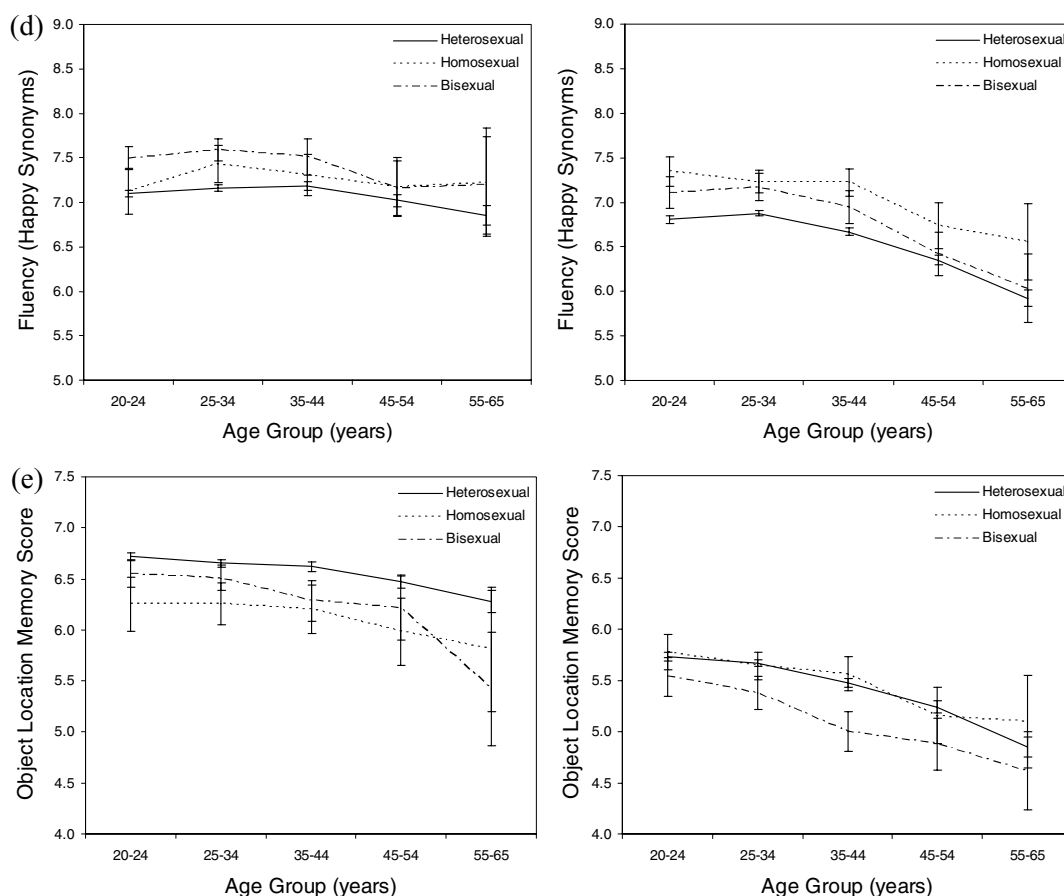 (d)
9.0
8.5
8.0
7.5
7.0
6.5
6.0
5.5
5.0
Fluency (Happy Synonyms)
Heterosexual
Homosexual
Bisexual
20-24 25-34 35-44 45-54 55-65
Age Group (years)
9.0
8.5
8.0
7.5
7.0
6.5
6.0
5.5
5.0
Fluency (Happy Synonyms)
Heterosexual
Homosexual
Bisexual
20-24 25-34 35-44 45-54 55-65
Age Group (years)
(e)
7.5
7.0
6.5
6.0
5.5
5.0
4.5
4.0
Object Location Memory Score
Heterosexual
Homosexual
Bisexual
20-24 25-34 35-44 45-54 55-65
Age Group (years)
7.5
7.0
6.5
6.0
5.5
5.0
4.5
4.0
Object Location Memory Score
Heterosexual
Homosexual
Bisexual
20-24 25-34 35-44 45-54 55-65
Age Group (years)